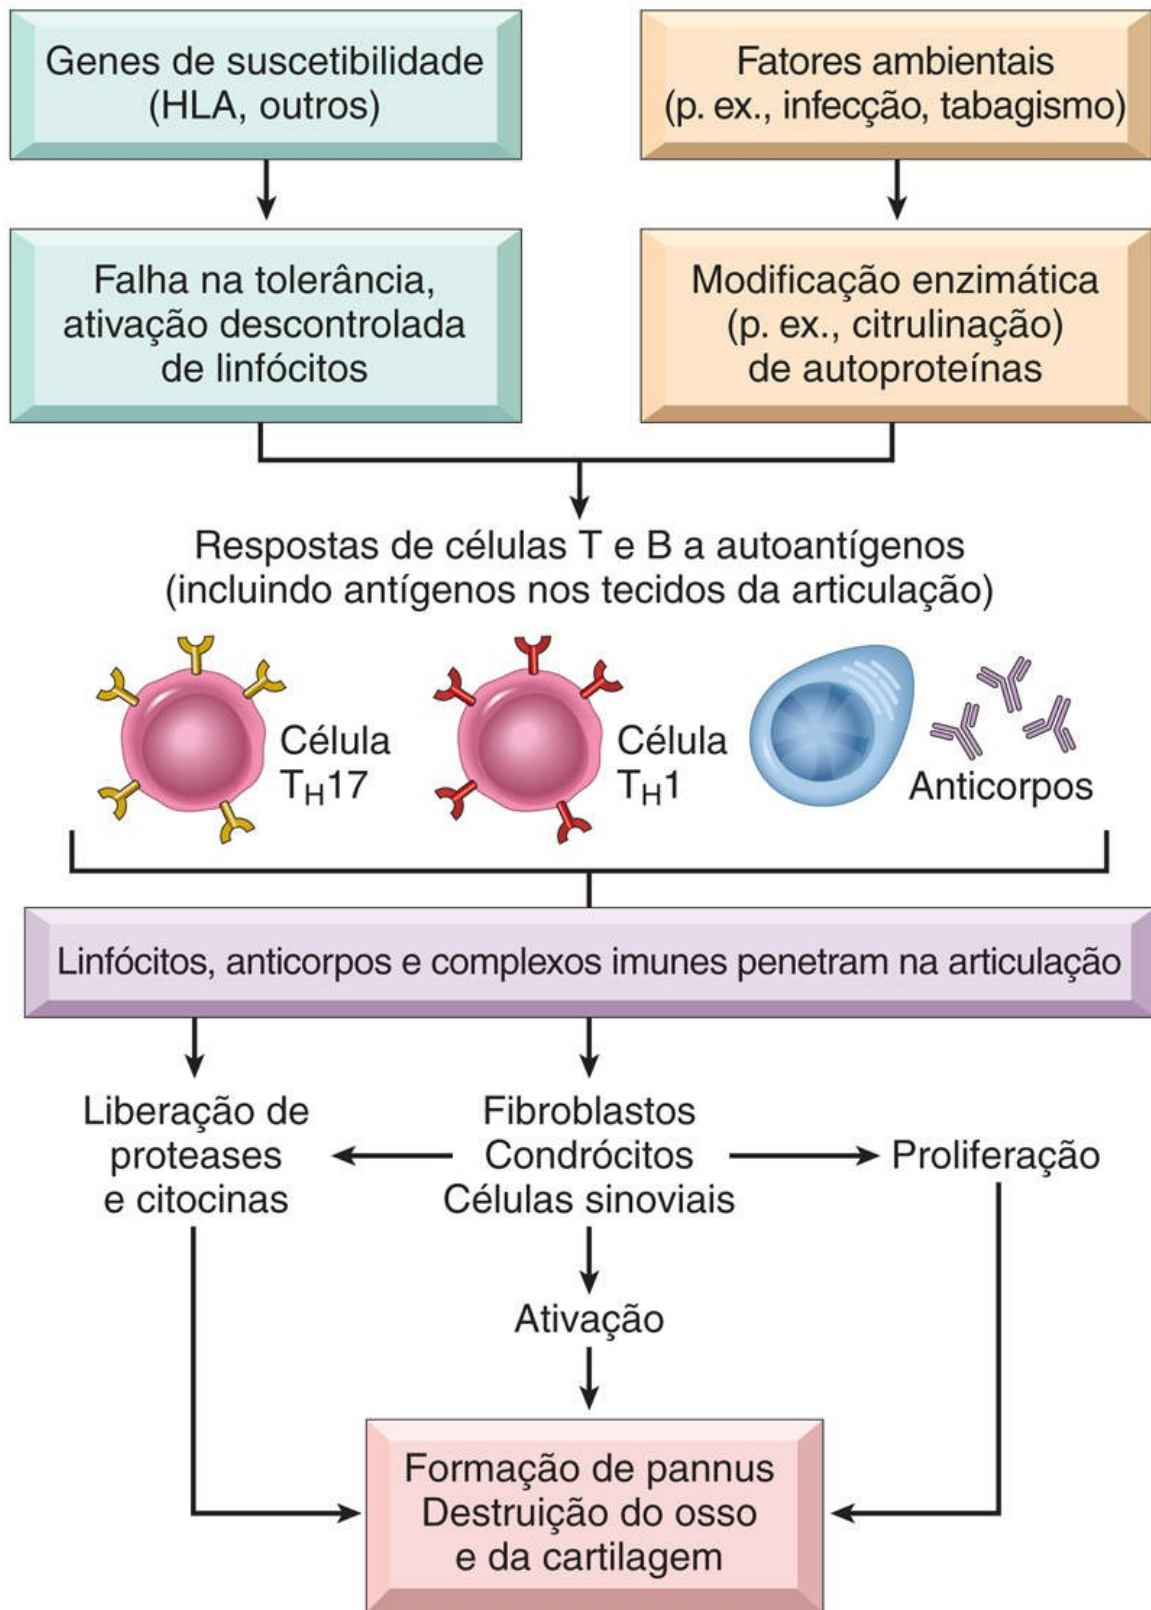 Genes de suscetibilidade
(HLA, outros)
Fatores ambientais
(p. ex., infecção, tabagismo)
Falha na tolerância,
ativação descontrolada
de linfócitos
Modificação enzimática
(p. ex., citrulinação)
de autoproteínas
Respostas de células T e B a autoantígenos
(incluindo antígenos nos tecidos da articulação)
Célula
TH17
Célula
TH1
Anticorpos
Linfócitos, anticorpos e complexos imunes penetram na articulação
Liberação de
proteases
e citocinas
Fibroblastos
Condrócitos
Células sinoviais
Proliferação
Ativação
Formação de pannus
Destruição do osso
e da cartilagem